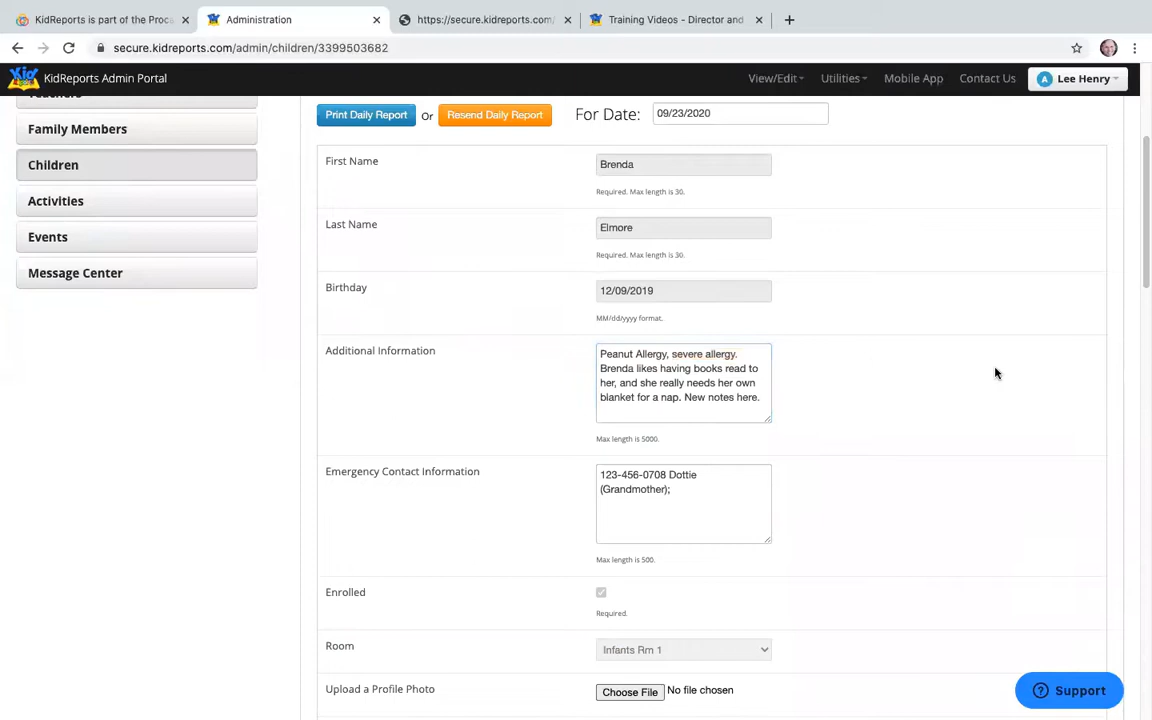 KidReports is part of the Proca
Administration
https://secure.kidreports.com/
Training Videos - Director and
secure.kidreports.com/admin/children/3399503682
Kid
KidReports Admin Portal
View/Edit
Utilities
Mobile App
Contact Us
A Lee Henry
Teachers
Family Members
Children
Activities
Events
Message Center
Print Daily Report Or Resend Daily Report For Date: 09/23/2020
First Name
Brenda
Required. Max length is 30.
Last Name
Elmore
Required. Max length is 30.
Birthday
12/09/2019
MM/dd/yyyy format.
Additional Information
Peanut Allergy, severe allergy.
Brenda likes having books read to
her, and she really needs her own
blanket for a nap. New notes here.
Max length is 5000.
Emergency Contact Information
123-456-0708 Dottie
(Grandmother);
Max length is 500.
Enrolled
Required.
Room
Infants Rm 1
Upload a Profile Photo
Choose File No file chosen
Support